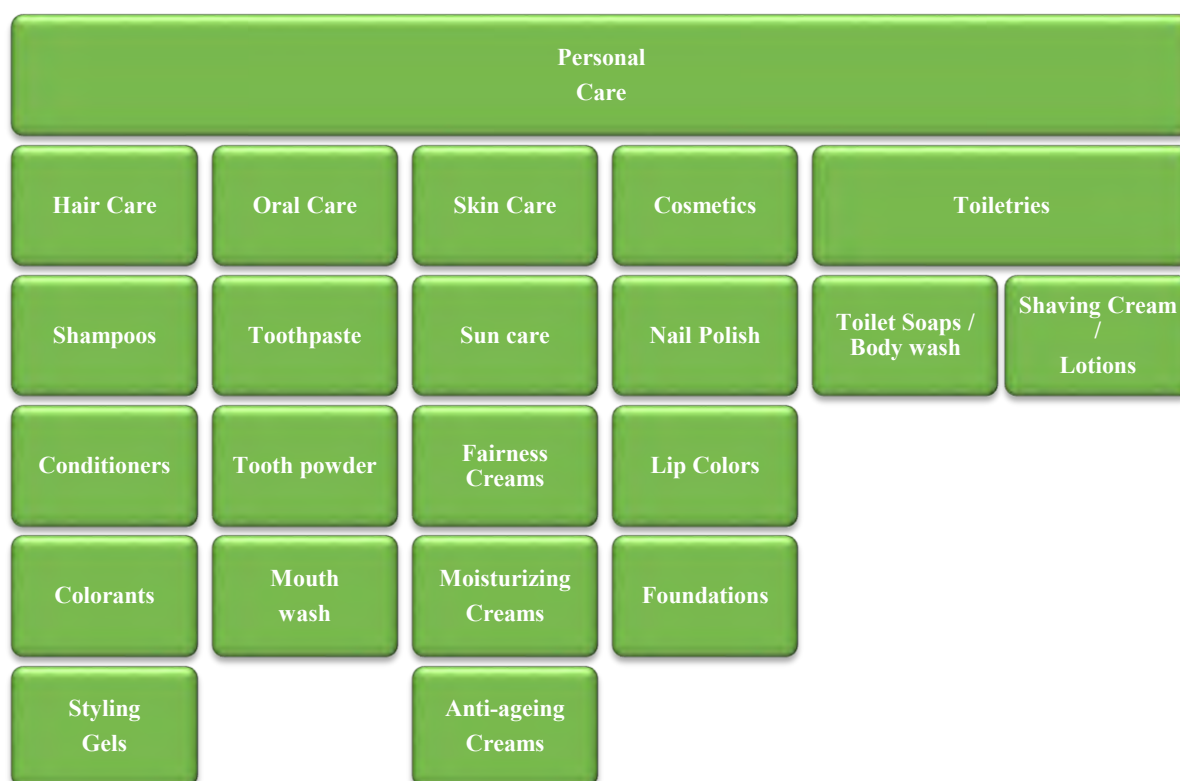 Personal
Care
Hair Care
Oral Care
Skin Care
Cosmetics
Toiletries
Shampoos
Toothpaste
Sun care
Nail Polish
Toilet Soaps /
Body wash
Shaving Cream
/
Lotions
Conditioners
Tooth powder
Fairness
Creams
Lip Colors
Colorants
Mouth
wash
Moisturizing
Creams
Foundations
Styling
Gels
Anti-ageing
Creams